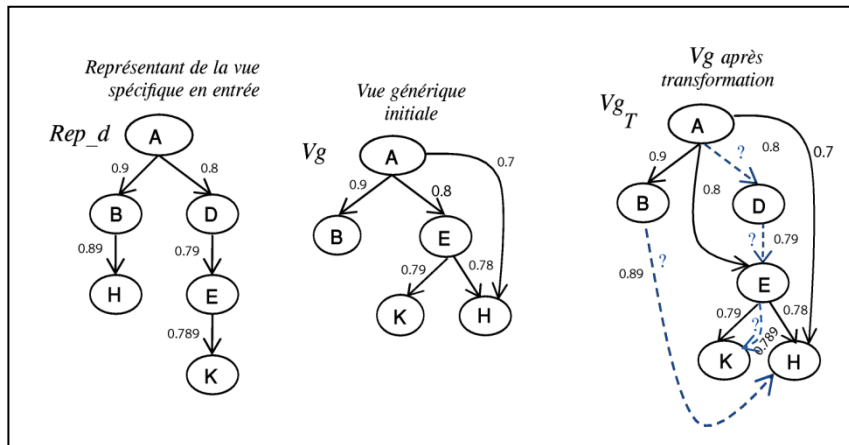 Représentant de la vue
spécifique en entrée
Rep_d
A
0.9
0.8
B
D
0.89
0.79
H
E
0.789
K
Vue générique
initiale
Vg
A
0.7
0.9
0.8
B
E
0.79
0.78
K
H
Vg après
transformation
Vg T
A
?
0.8
0.7
0.9
0.8
B
D
?
0.79
0.89
?
E
0.79
?
0.78
0.789
K
H